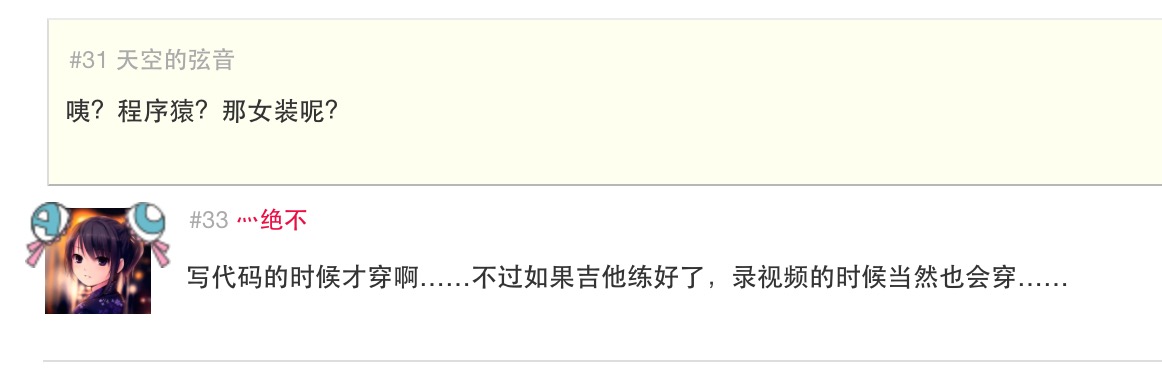 #31 天空的弦音
咦？程序猿？那女装呢？
#33 灬绝不
写代码的时候才穿啊……不过如果吉他练好了，录视频的时候当然也会穿……